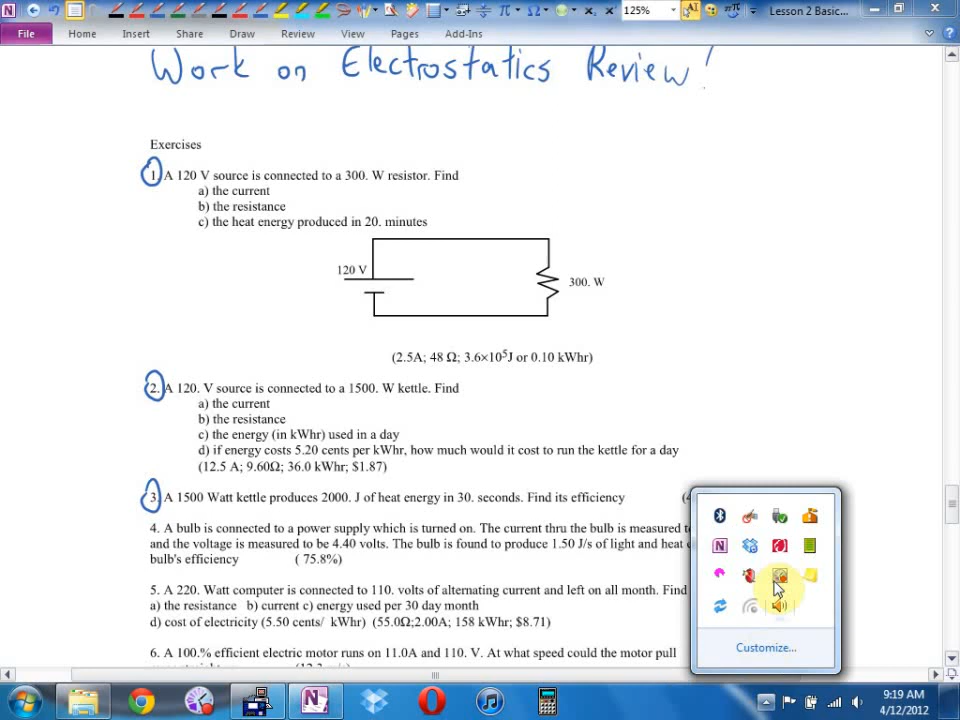 125%
Lesson 2 Basic...
File Home Insert Share Draw Review View Pages Add-Ins
Work on Electrostatics Review!
Exercises
1. A 120 V source is connected to a 300. W resistor. Find
a) the current
b) the resistance
c) the heat energy produced in 20. minutes
120 V
300. W
(2.5A; 48 Ω; 3.6×10⁵J or 0.10 kWhr)
2. A 120. V source is connected to a 1500. W kettle. Find
a) the current
b) the resistance
c) the energy (in kWhr) used in a day
d) if energy costs 5.20 cents per kWhr, how much would it cost to run the kettle for a day
(12.5 A; 9.60Ω; 36.0 kWhr; $1.87)
3. A 1500 Watt kettle produces 2000. J of heat energy in 30. seconds. Find its efficiency
4. A bulb is connected to a power supply which is turned on. The current thru the bulb is measured
and the voltage is measured to be 4.40 volts. The bulb is found to produce 1.50 J/s of light and heat
bulb's efficiency ( 75.8%)
5. A 220. Watt computer is connected to 110. volts of alternating current and left on all month. Find
a) the resistance b) current c) energy used per 30 day month
d) cost of electricity (5.50 cents/ kWhr) (55.0Ω;2.00A; 158 kWhr; $8.71)
6. A 100.% efficient electric motor runs on 11.0A and 110. V. At what speed could the motor pull
Customize...
9:19 AM
4/12/2012